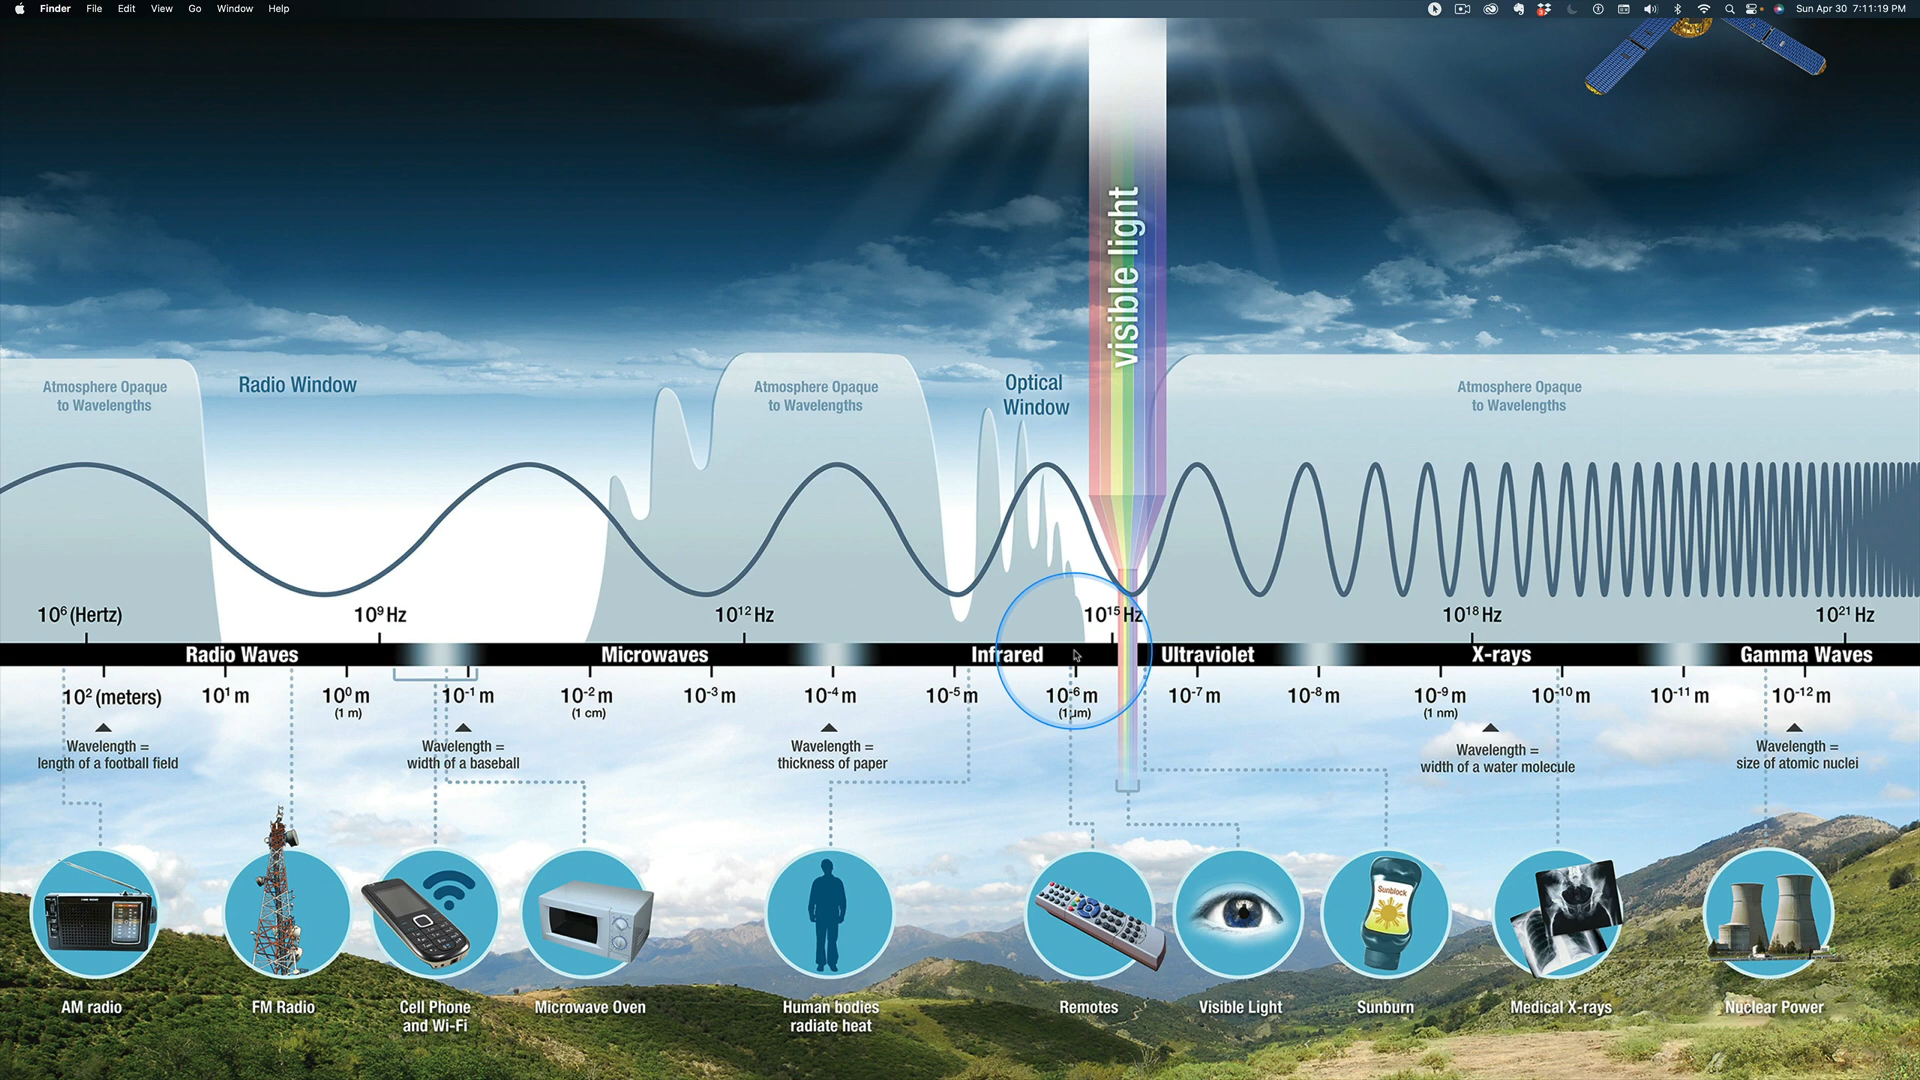 Finder File Edit View Go Window Help
Sun Apr 30 7:11:19 PM
visible light
Atmosphere Opaque
to Wavelengths
Radio Window
Atmosphere Opaque
to Wavelengths
Optical
Window
Atmosphere Opaque
to Wavelengths
10⁶ (Hertz) 10⁹ Hz 10¹² Hz 10¹⁵ Hz 10¹⁸ Hz 10²¹ Hz
Radio Waves Microwaves Infrared Ultraviolet X-rays Gamma Waves
10² (meters) 10¹ m 10⁰ m 10⁻¹ m 10⁻² m 10⁻³ m 10⁻⁴ m 10⁻⁵ m 10⁻⁶ m 10⁻⁷ m 10⁻⁸ m 10⁻⁹ m 10⁻¹⁰ m 10⁻¹¹ m 10⁻¹² m
(1 m) (1 cm) (1μm) (1 nm)
Wavelength =
length of a football field
Wavelength =
width of a baseball
Wavelength =
thickness of paper
Wavelength =
width of a water molecule
Wavelength =
size of atomic nuclei
Sunblock
AM radio
FM Radio
Cell Phone
and Wi-Fi
Microwave Oven
Human bodies
radiate heat
Remotes
Visible Light
Sunburn
Medical X-rays
Nuclear Power